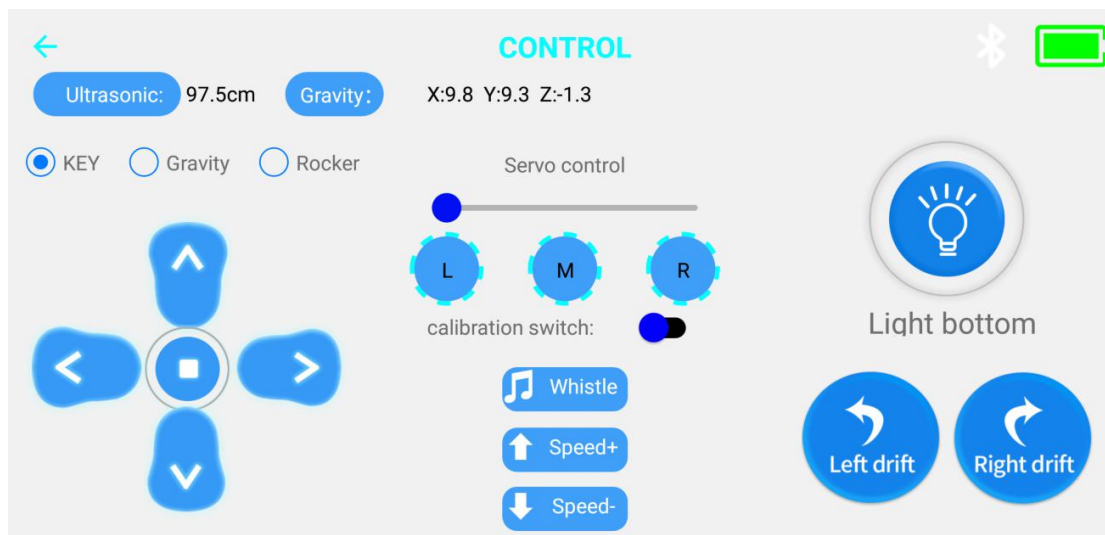 CONTROL
Ultrasonic: 97.5cm Gravity: X:9.8 Y:9.3 Z:-1.3
KEY Gravity Rocker
Servo control
L M R
calibration switch:
Light bottom
Whistle
Speed+
Speed-
Left drift Right drift